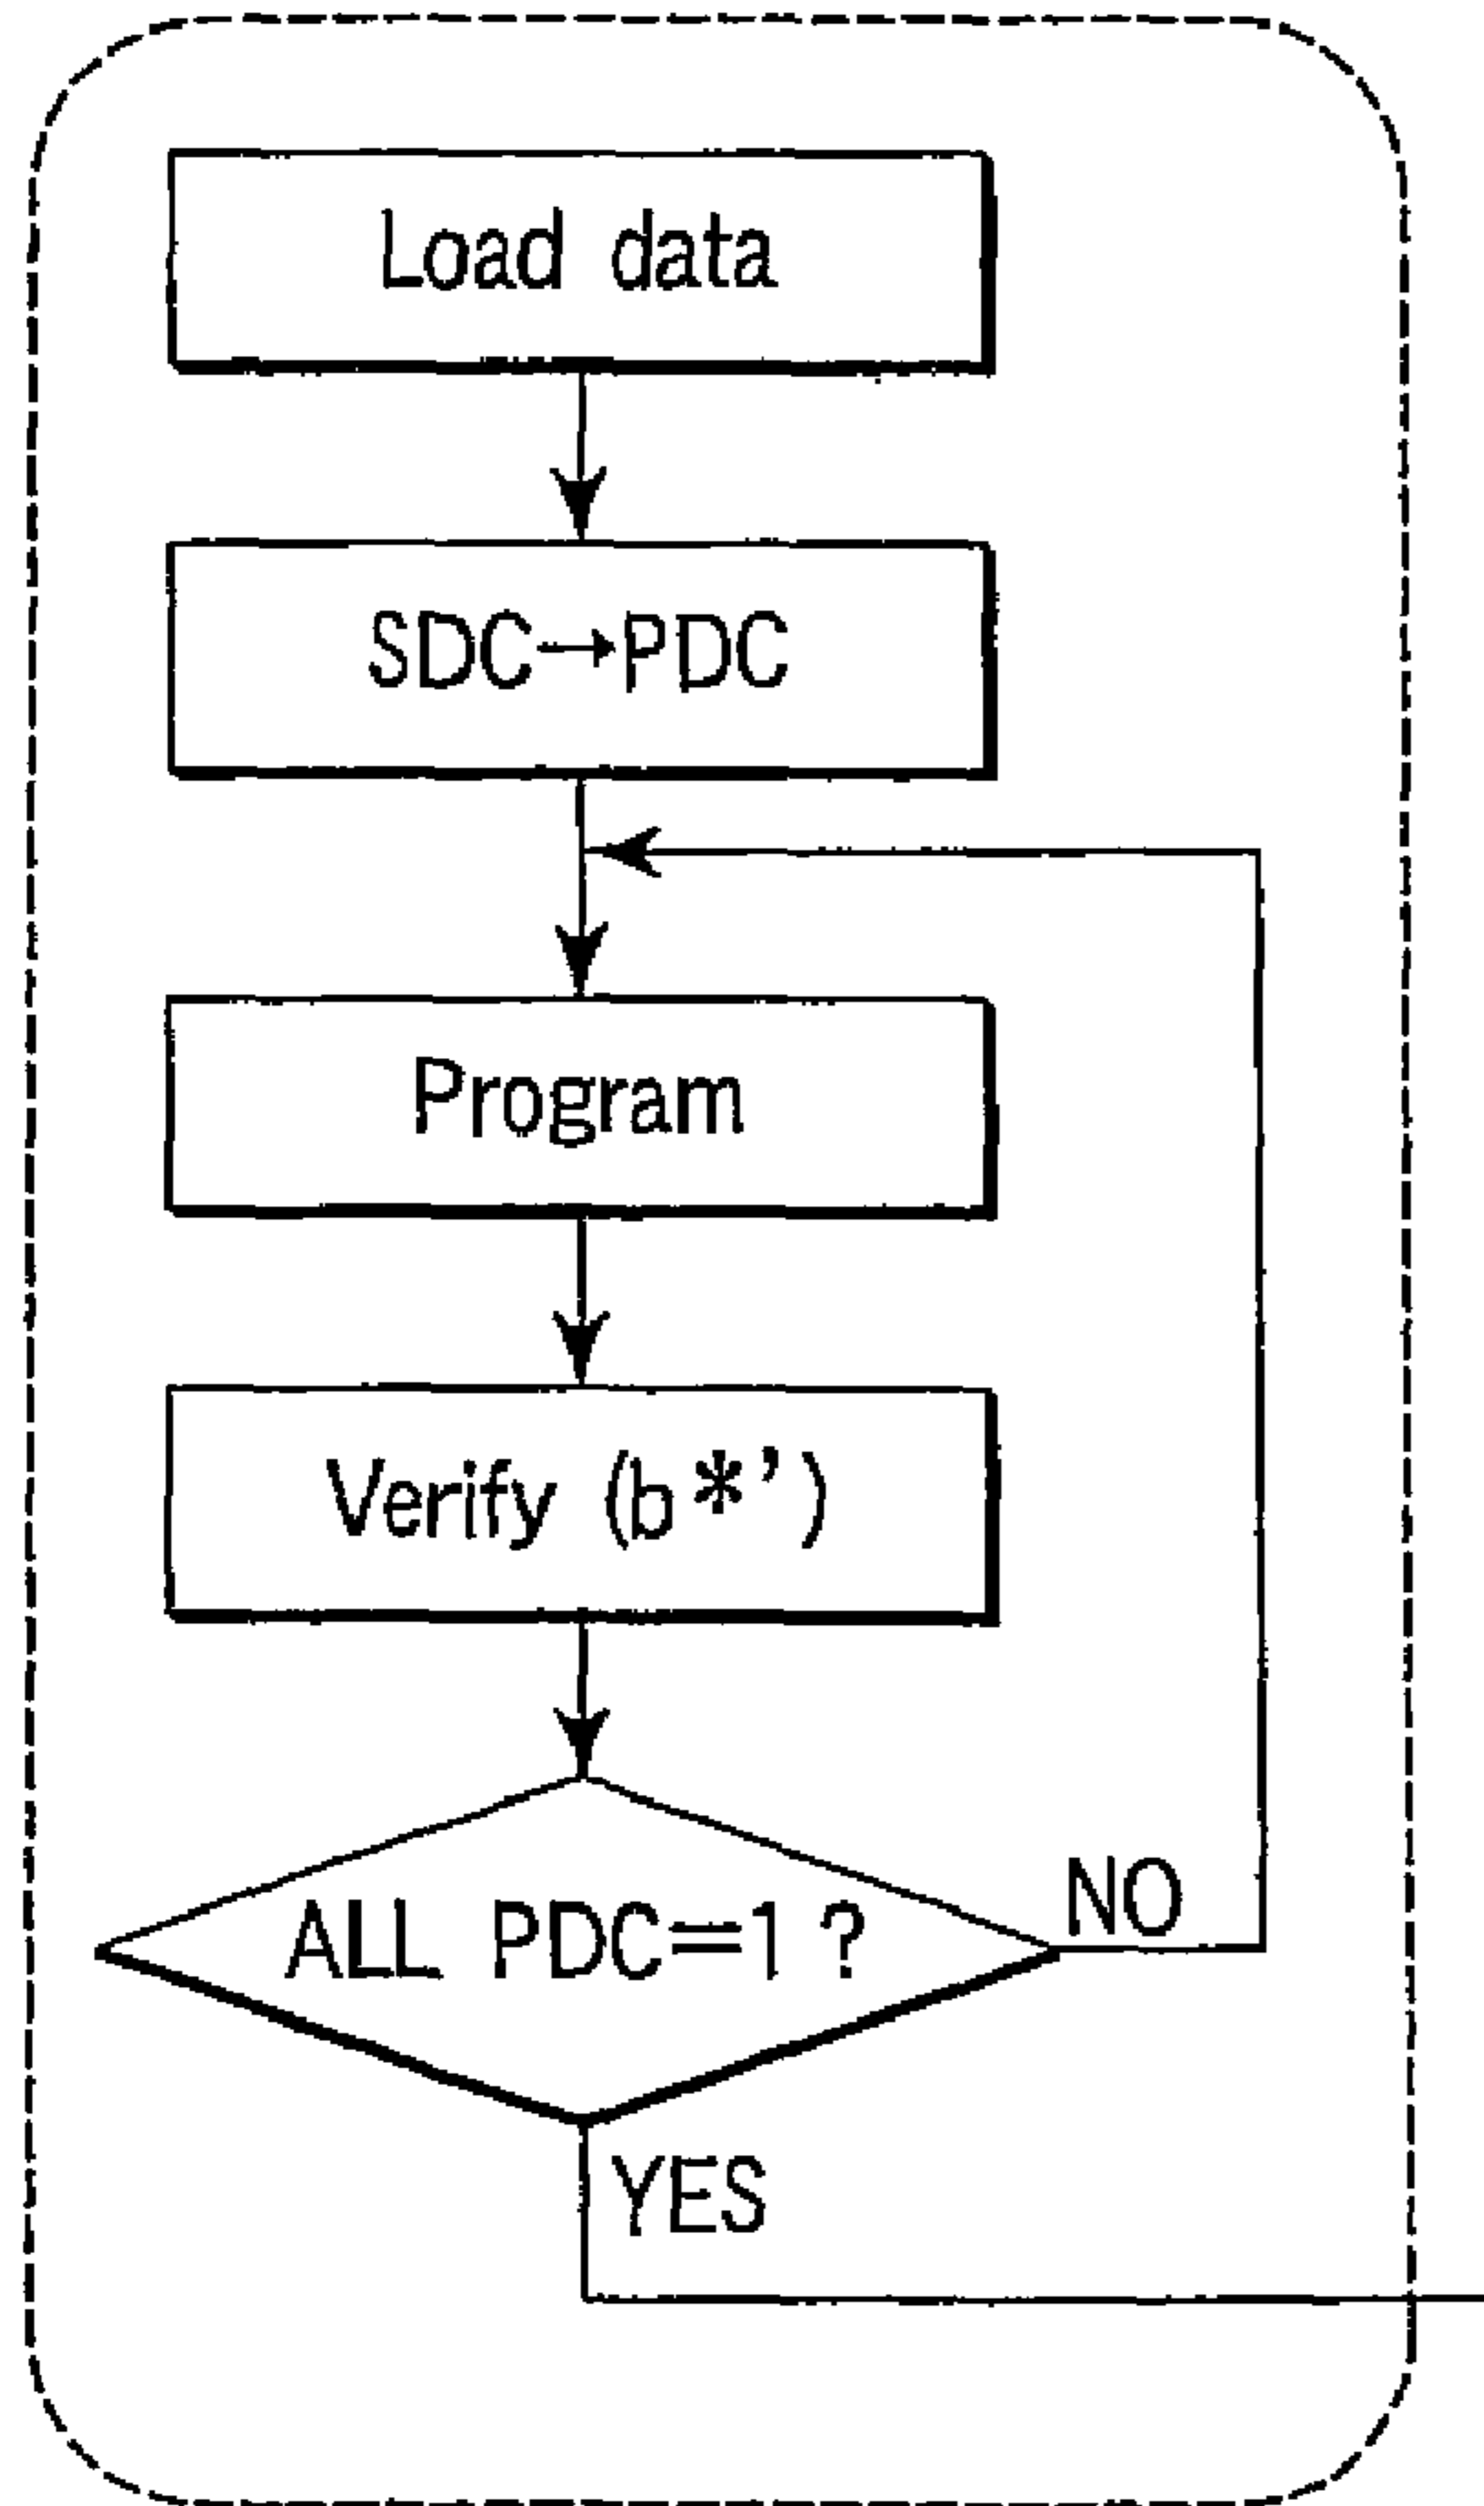 Load data
SDC→PDC
Program
Verify (b*’)
ALL PDC=1?
NO
YES